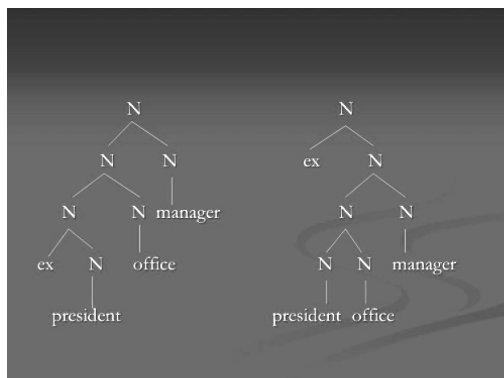 N N
N N ex N
N N manager N N
ex N office N N manager
president president office